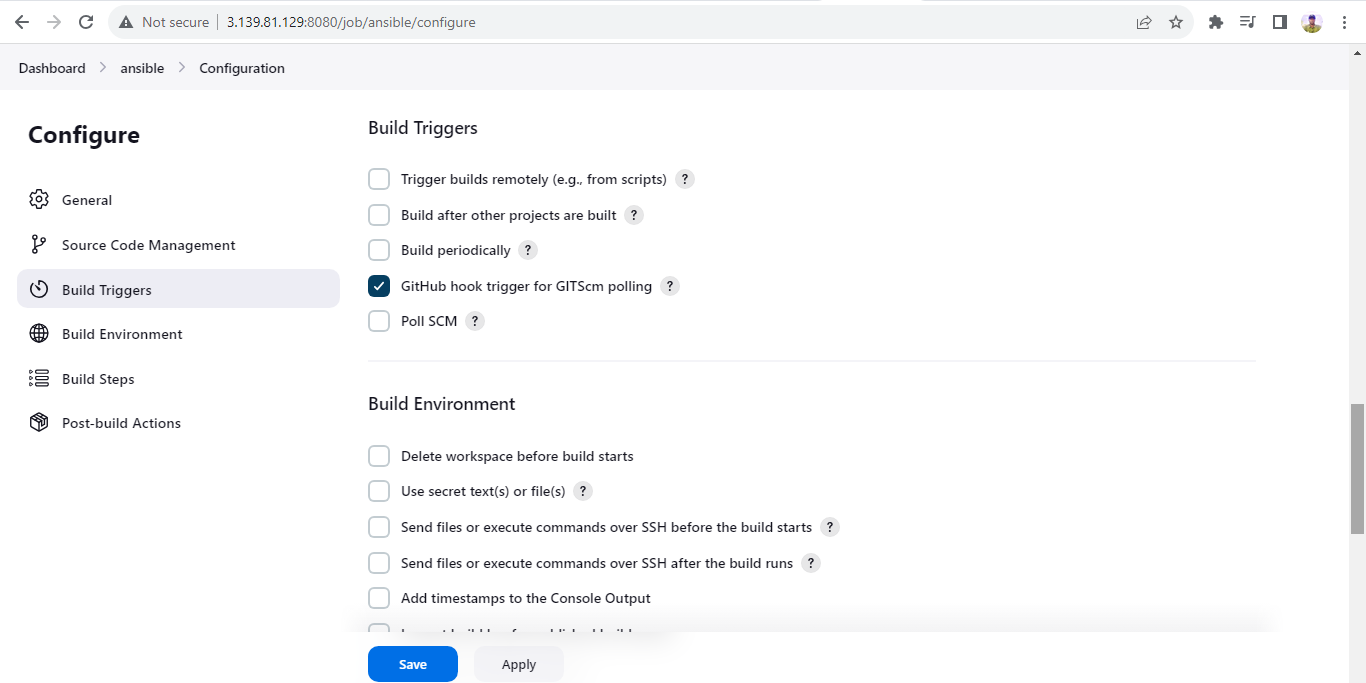 Not secure | 3.139.81.129:8080/job/ansible/configure
Dashboard > ansible > Configuration
Configure
General
Source Code Management
Build Triggers
Build Environment
Build Steps
Post-build Actions
Build Triggers
Trigger builds remotely (e.g., from scripts) ?
Build after other projects are built ?
Build periodically ?
GitHub hook trigger for GITScm polling ?
Poll SCM ?
Build Environment
Delete workspace before build starts
Use secret text(s) or file(s) ?
Send files or execute commands over SSH before the build starts ?
Send files or execute commands over SSH after the build runs ?
Add timestamps to the Console Output
Save
Apply